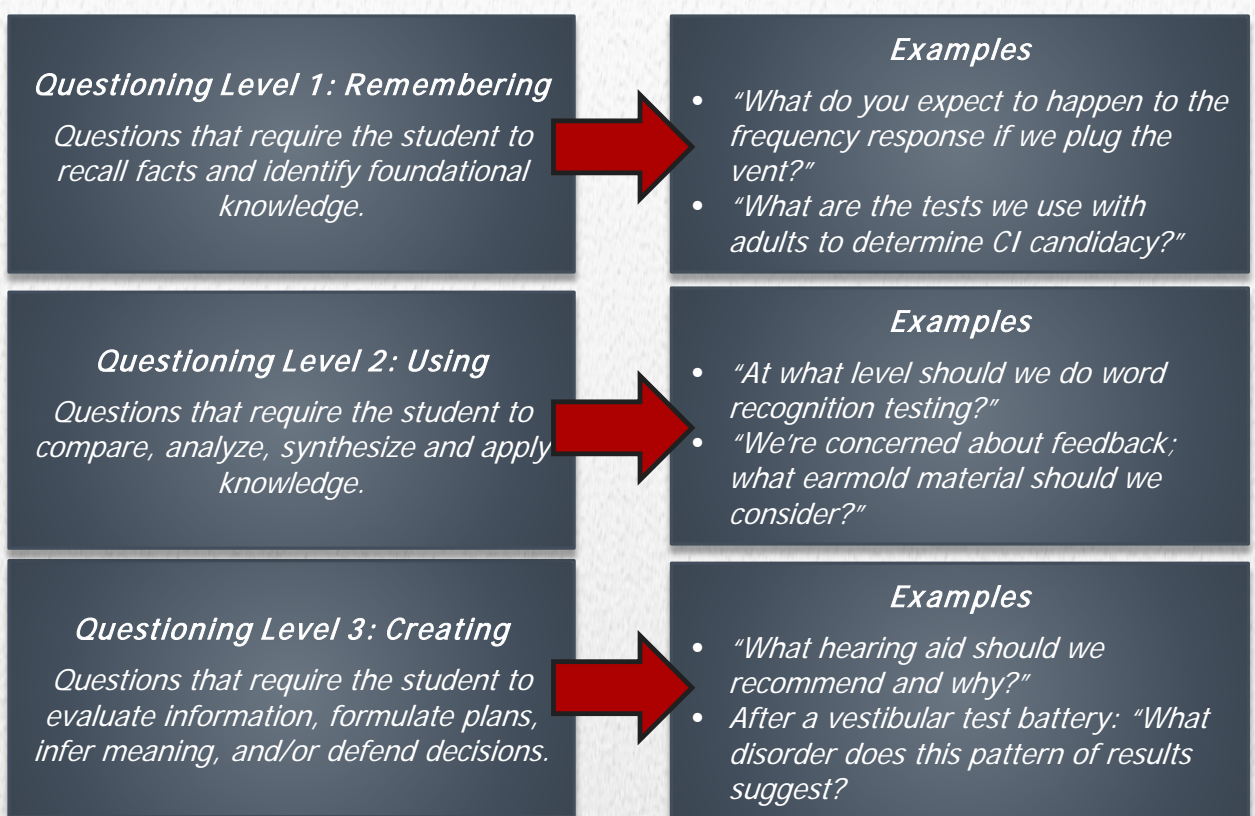 Questioning Level 1: Remembering
Questions that require the student to
recall facts and identify foundational
knowledge.
Examples
• “What do you expect to happen to the
frequency response if we plug the
vent?”
• “What are the tests we use with
adults to determine CI candidacy?”
Questioning Level 2: Using
Questions that require the student to
compare, analyze, synthesize and apply
knowledge.
Examples
• “At what level should we do word
recognition testing?”
• “We’re concerned about feedback;
what earmold material should we
consider?”
Questioning Level 3: Creating
Questions that require the student to
evaluate information, formulate plans,
infer meaning, and/or defend decisions.
Examples
• “What hearing aid should we
recommend and why?”
• After a vestibular test battery: “What
disorder does this pattern of results
suggest?